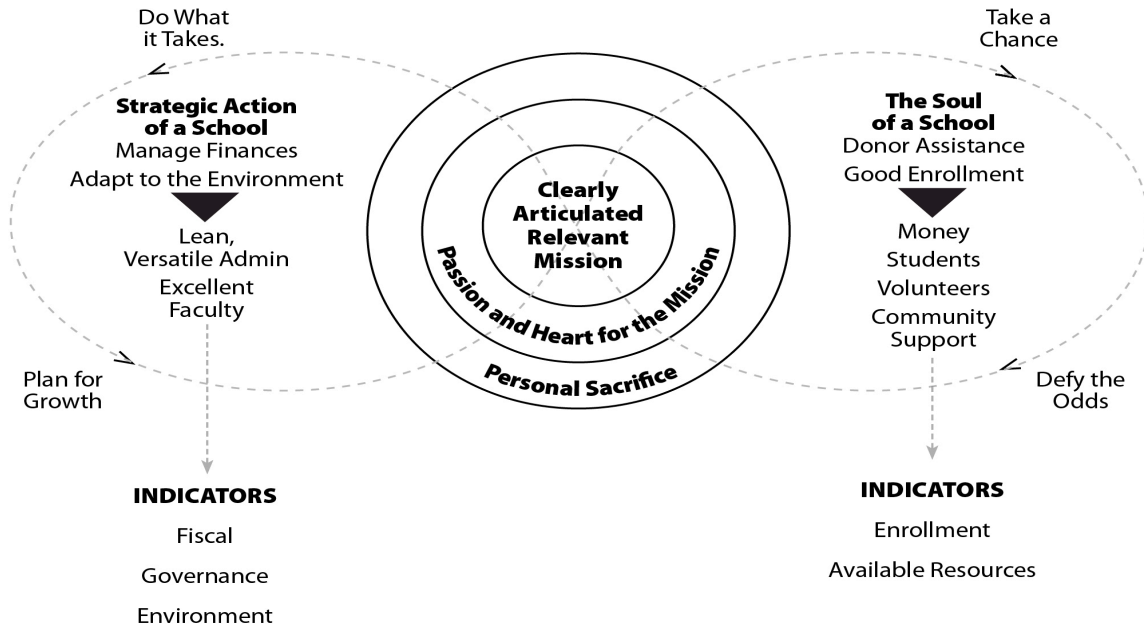 Do What
it Takes.
Strategic Action
of a School
Manage Finances
Adapt to the Environment
Lean,
Versatile Admin
Excellent
Faculty
Plan for
Growth
INDICATORS
Fiscal
Governance
Environment
Clearly
Articulated
Relevant
Mission
Passion and Heart for the Mission
Personal Sacrifice
Take a
Chance
The Soul
of a School
Donor Assistance
Good Enrollment
Money
Students
Volunteers
Community
Support
Defy the
Odds
INDICATORS
Enrollment
Available Resources